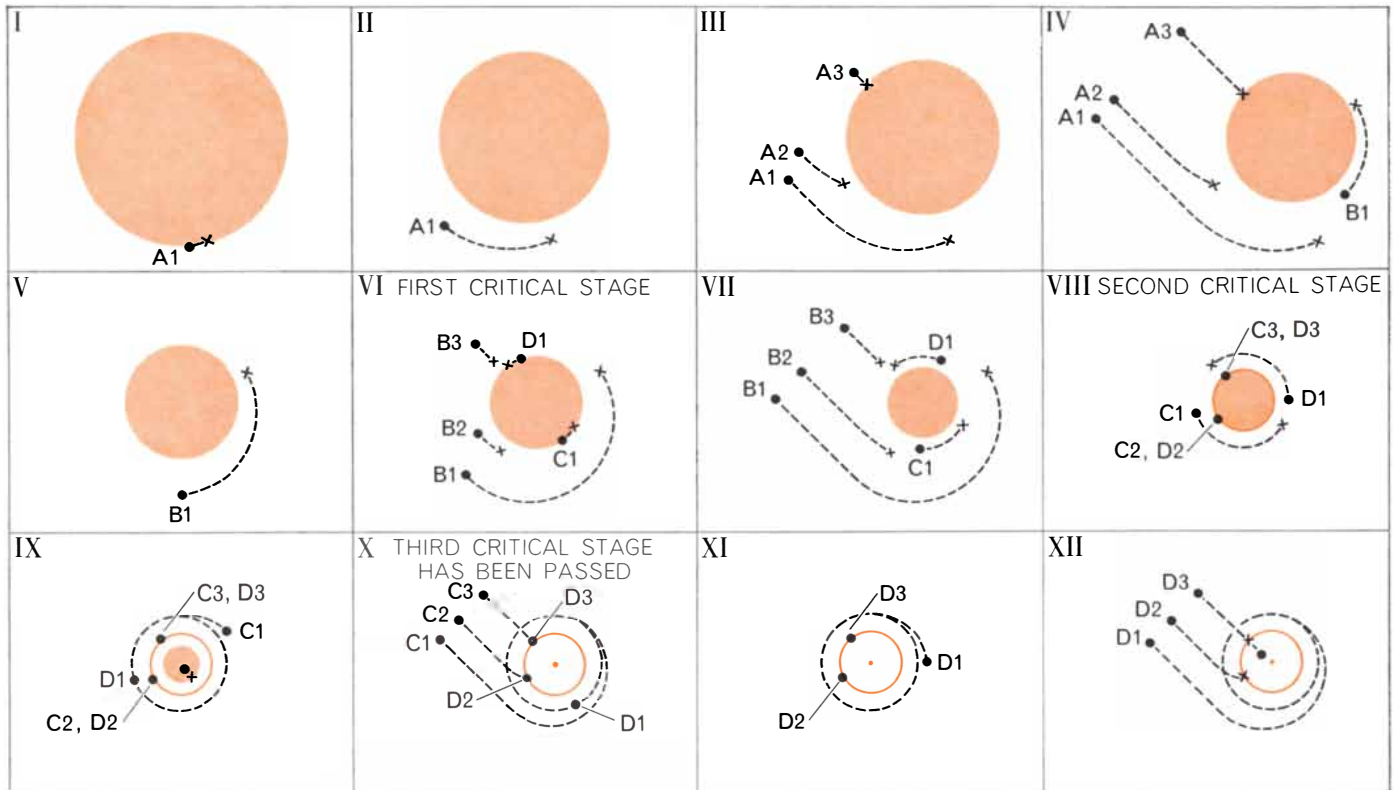 I
A1
II
A1
III
A3
A2
A1
IV
A3
A2
A1
B1
V
B1
VI FIRST CRITICAL STAGE
B3
D1
B2
C1
B1
VII
B3
D1
B2
B1
C1
VIII SECOND CRITICAL STAGE
C3, D3
D1
C1
C2, D2
IX
C3, D3
C1
D1
C2, D2
X THIRD CRITICAL STAGE
HAS BEEN PASSED
C3
D3
C2
C1
D2
D1
XI
D3
D1
D2
XII
D3
D2
D1